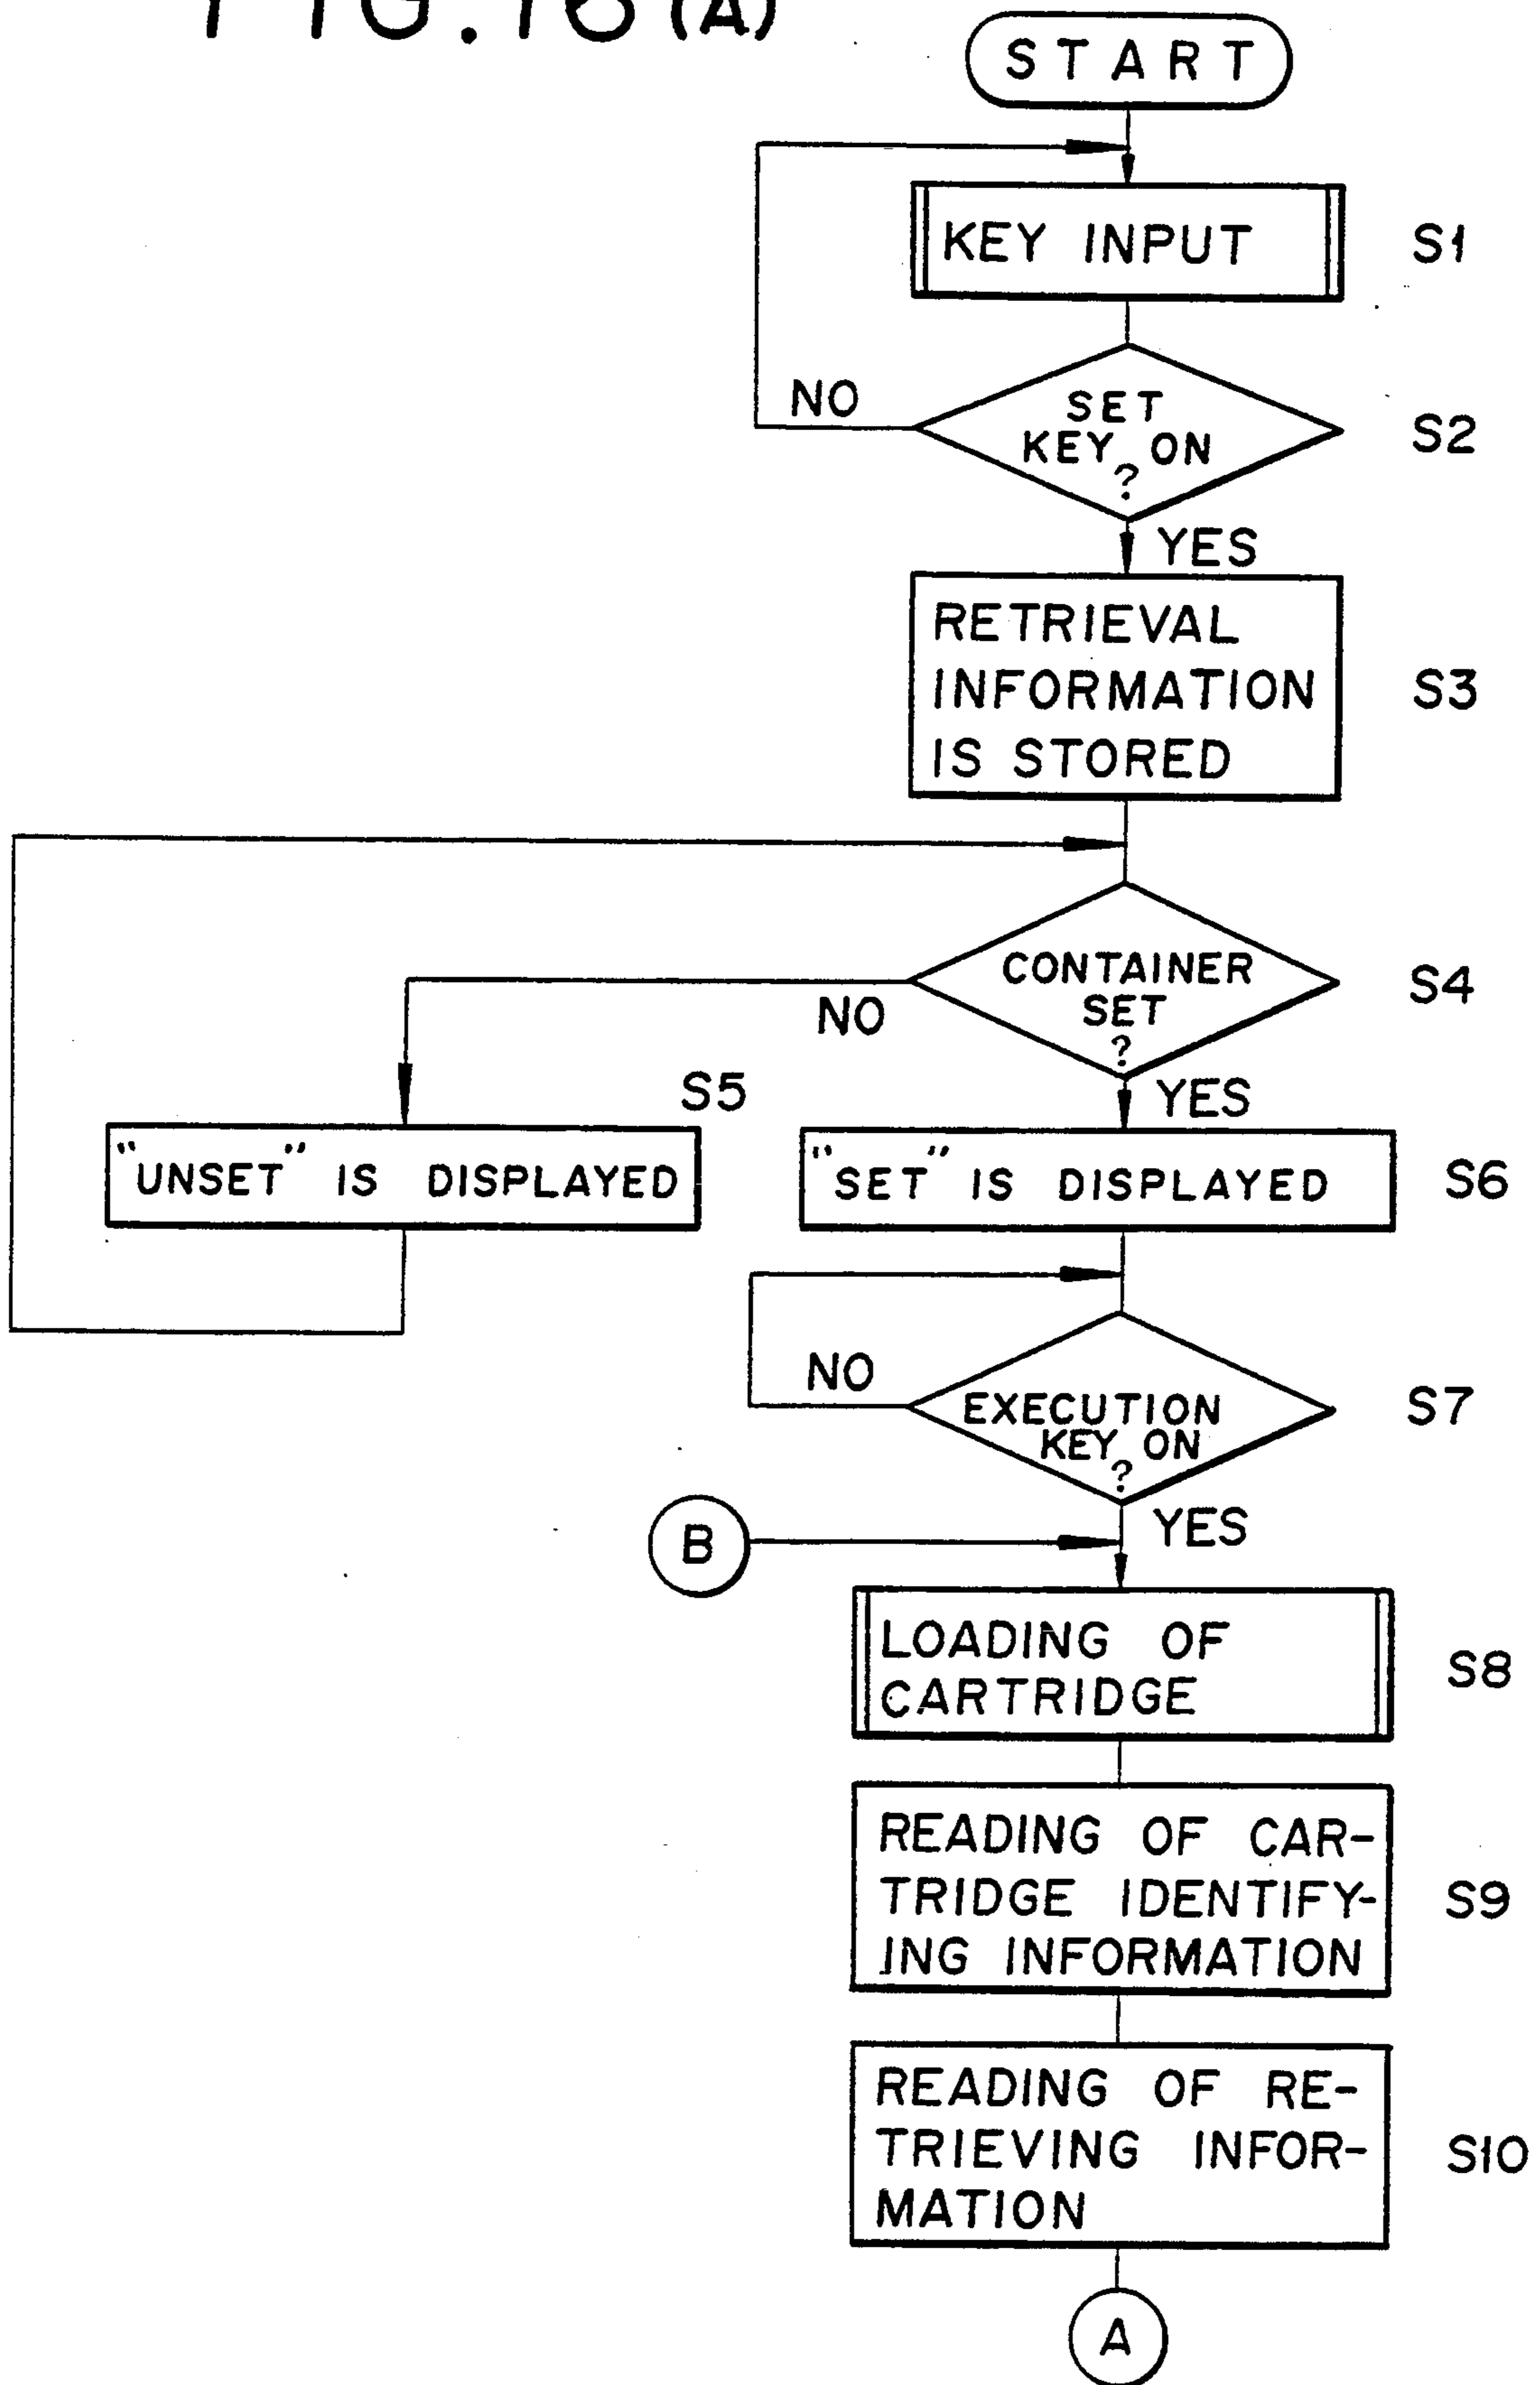 FIG.16 (A)
START
KEY INPUT
S1
SET
KEY ON
?
S2
NO
YES
RETRIEVAL
INFORMATION
IS STORED
S3
CONTAINER
SET
?
S4
NO
YES
S5
"UNSET" IS DISPLAYED
"SET" IS DISPLAYED
S6
NO
EXECUTION
KEY ON
?
S7
YES
B
LOADING OF
CARTRIDGE
S8
READING OF CAR-
TRIDGE IDENTIFY-
ING INFORMATION
S9
READING OF RE-
TRIEVING INFOR-
MATION
S10
A